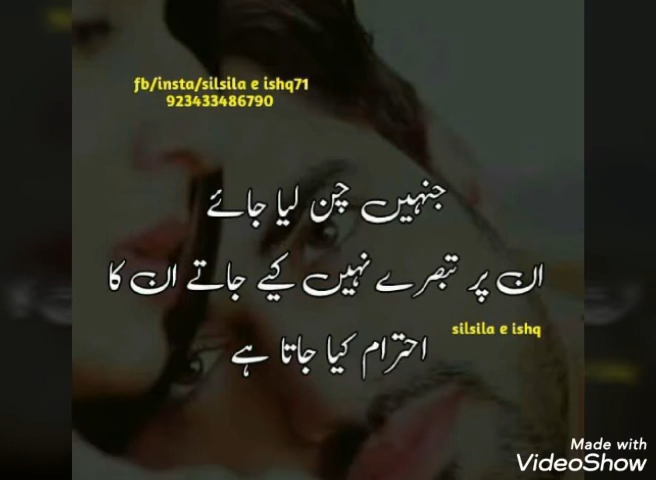 fb/insta/silsila e ishq71
923433486790
جنہیں چن لیا جائے
ان پر تبصرے نہیں کیے جاتے ان کا
احترام کیا جاتا ہے
silsila e ishq
Made with
VideoShow